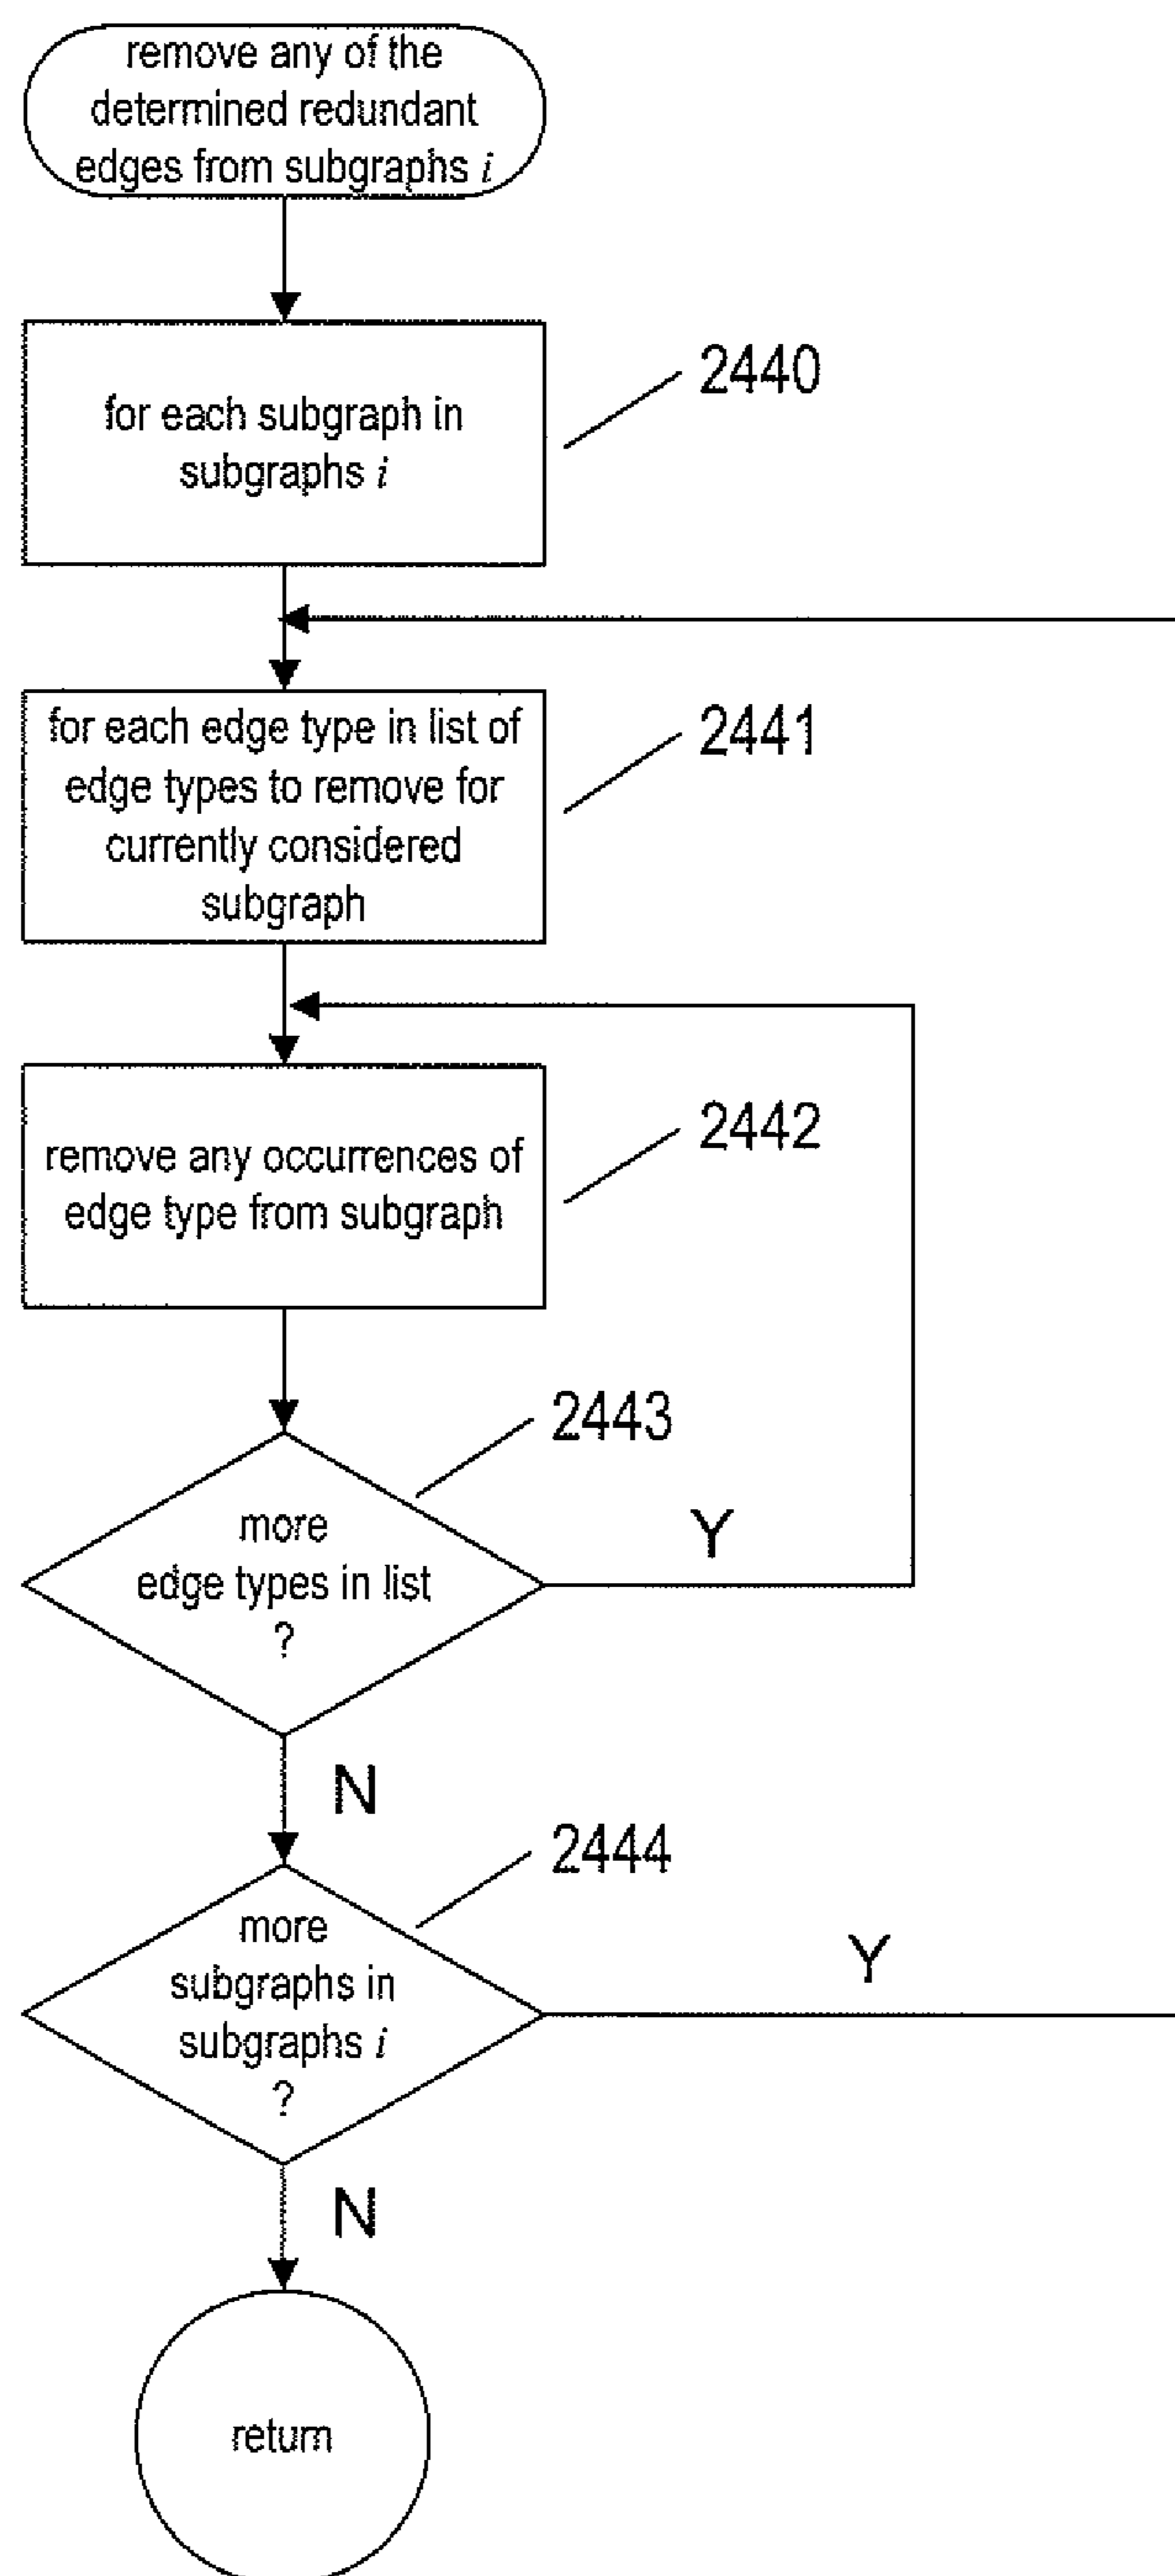 remove any of the
determined redundant
edges from subgraphs i
for each subgraph in
subgraphs i
2440
for each edge type in list of
edge types to remove for
currently considered
subgraph
2441
remove any occurrences of
edge type from subgraph
2442
2443
more
edge types in list
?
Y
N
2444
more
subgraphs in
subgraphs i
?
Y
N
return